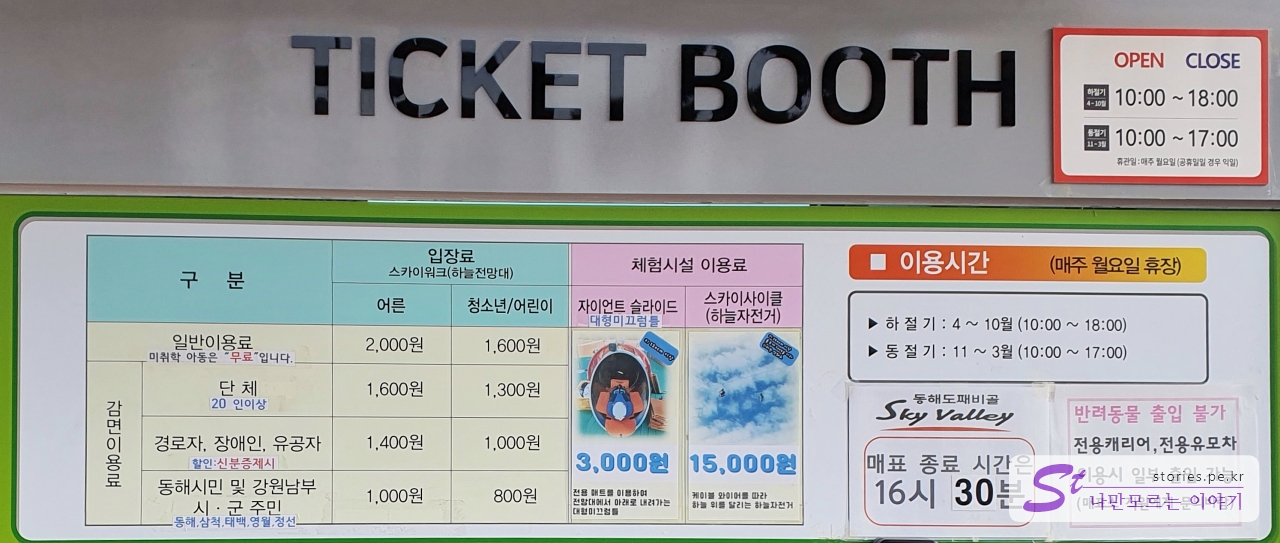 TICKET BOOTH
OPEN CLOSE
하절기 4~10월 10:00 ~ 18:00
동절기 11~3월 10:00 ~ 17:00
휴관일 : 매주 월요일 (공휴일일 경우 익일)
구 분
입장료
스카이워크(하늘전망대)
체험시설 이용료
어른
청소년/어린이
자이언트 슬라이드
대형미끄럼틀
스카이사이클
(하늘자전거)
일반이용료
미취학 아동은 "무료"입니다.
2,000원
1,600원
감면이용료
단 체
20 인이상
1,600원
1,300원
경로자, 장애인, 유공자
할인:신분증제시
1,400원
1,000원
동해시민 및 강원남부
시 · 군 주민
동해,삼척,태백,영월,정선
1,000원
800원
3,000원
전용 매트를 이용하여
전망대에서 아래로 내려가는
대형미끄럼틀
15,000원
케이블 와이어를 따라
하늘 위를 달리는 하늘자전거
■ 이용시간 (매주 월요일 휴장)
▶ 하 절 기 : 4 ~ 10월 (10:00 ~ 18:00)
▶ 동 절 기 : 11 ~ 3월 (10:00 ~ 17:00)
동해도째비골
Sky Valley
매표 종료 시간은
16시 30분
반려동물 출입 불가
전용캐리어,전용유모차
이용시 일부 출입 가능
St
stories.pe.kr
나만모르는 이야기